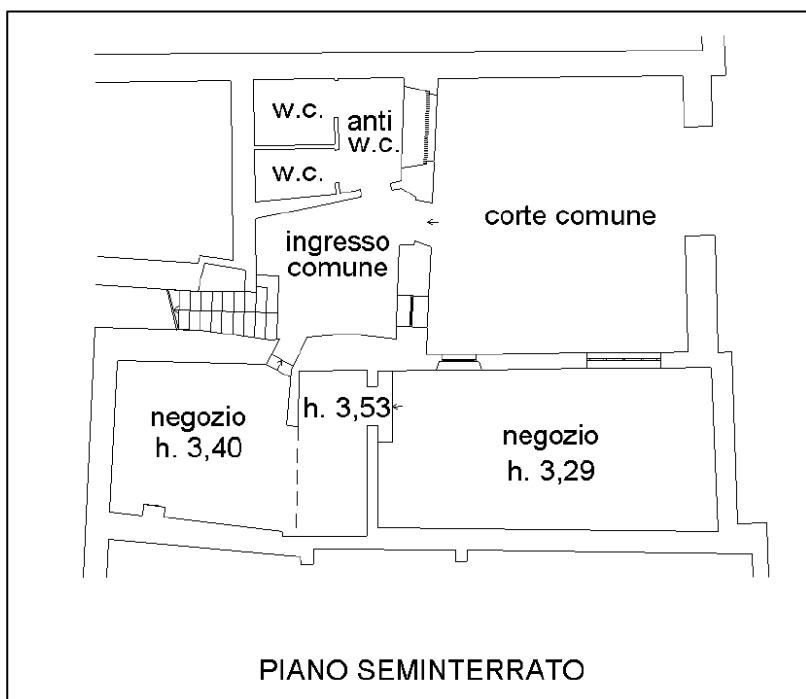 w.c.
anti
w.c.
w.c.
corte comune
ingresso
comune
h. 3,53
negozio
h. 3,40
negozio
h. 3,29
PIANO SEMINTERRATO